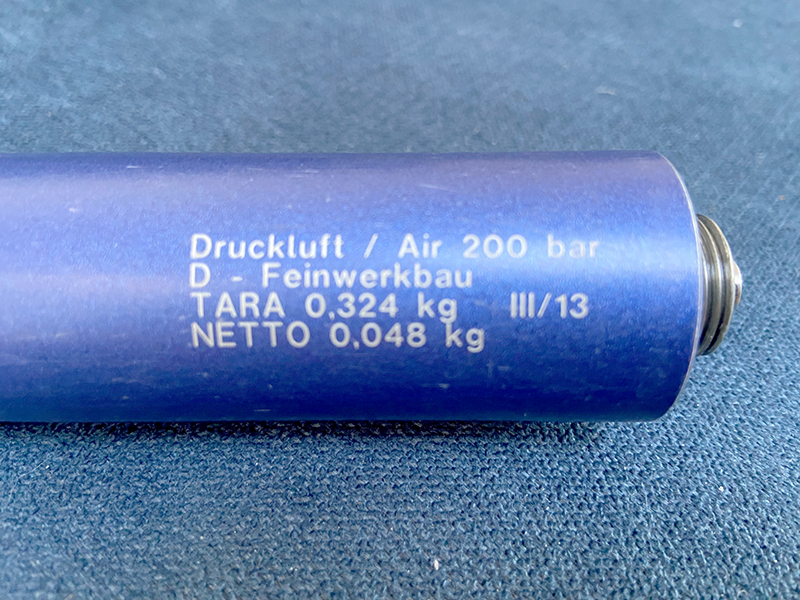 Druckluft / Air 200 bar
D - Feinwerkbau
TARA 0,324 kg III/13
NETTO 0,048 kg